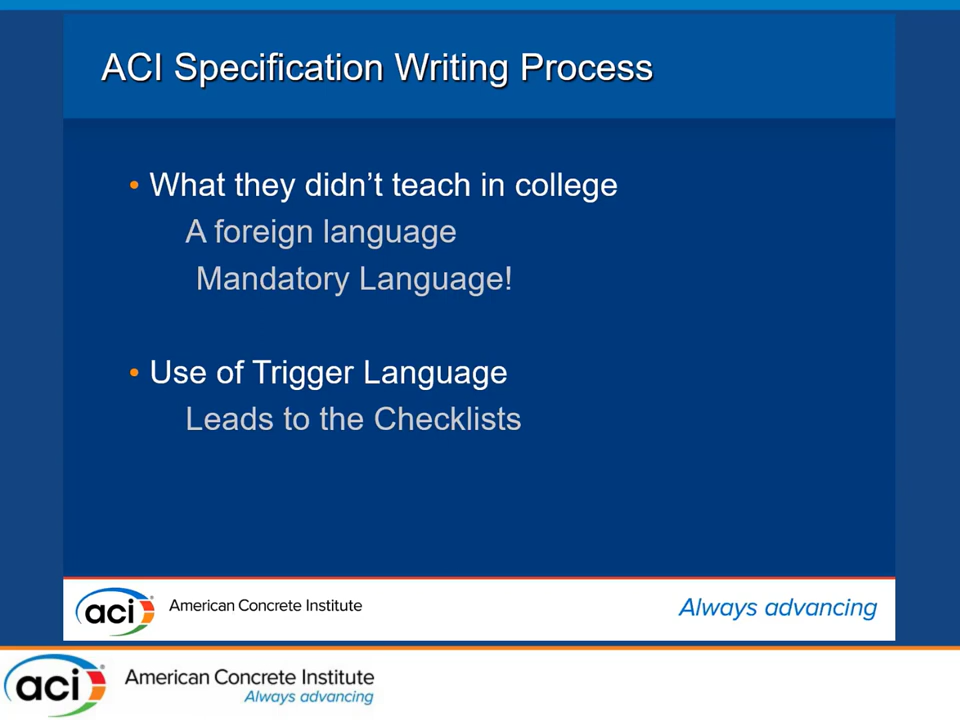 ACI Specification Writing Process
• What they didn’t teach in college
A foreign language
Mandatory Language!
• Use of Trigger Language
Leads to the Checklists
aci American Concrete Institute
Always advancing
aci American Concrete Institute
Always advancing